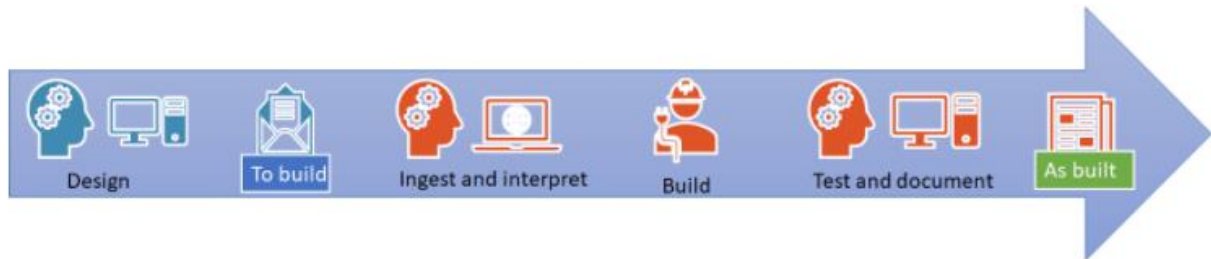 Design
To build
Ingest and interpret
Build
Test and document
As built